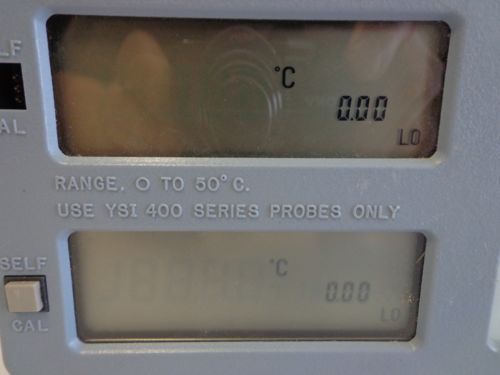 LF
°C
0.00
AL
LO
RANGE, 0 TO 50°C.
USE YSI 400 SERIES PROBES ONLY
SELF
°C
0.00
LO
CAL